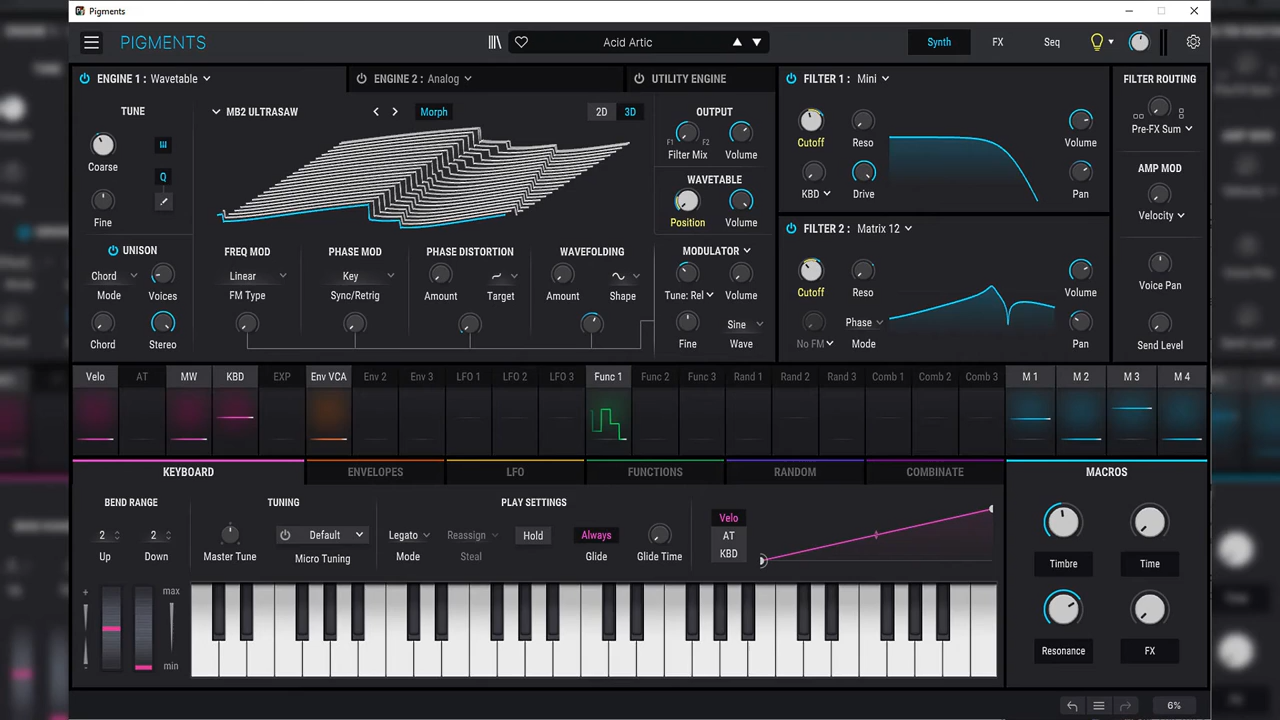 Pigments
PIGMENTS
Acid Artic
Synth
FX
Seq
ENGINE 1: Wavetable
ENGINE 2: Analog
UTILITY ENGINE
FILTER 1: Mini
FILTER ROUTING
TUNE
MB2 ULTRASAW
Morph
2D
3D
OUTPUT
Coarse
F1
F2
Filter Mix
Volume
Cutoff
Reso
Volume
Pre-FX Sum
Q
WAVETABLE
KBD
Drive
Pan
AMP MOD
Fine
Position
Volume
Velocity
FILTER 2: Matrix 12
UNISON
FREQ MOD
PHASE MOD
PHASE DISTORTION
WAVEFOLDING
MODULATOR
Chord
Linear
Key
Mode
Voices
FM Type
Sync/Retrig
Amount
Target
Amount
Shape
Tune: Rel
Volume
Cutoff
Reso
Volume
Voice Pan
Sine
Phase
Chord
Stereo
Fine
Wave
No FM
Mode
Pan
Send Level
Velo
AT
MW
KBD
EXP
Env VCA
Env 2
Env 3
LFO 1
LFO 2
LFO 3
Func 1
Func 2
Func 3
Rand 1
Rand 2
Rand 3
Comb 1
Comb 2
Comb 3
M 1
M 2
M 3
M 4
KEYBOARD
ENVELOPES
LFO
FUNCTIONS
RANDOM
COMBINATE
MACROS
BEND RANGE
TUNING
PLAY SETTINGS
Velo
2
2
Default
Legato
Reassign
Hold
Always
AT
Up
Down
Master Tune
Micro Tuning
Mode
Steal
Glide
Glide Time
KBD
Timbre
Time
+
max
-
min
Resonance
FX
6%